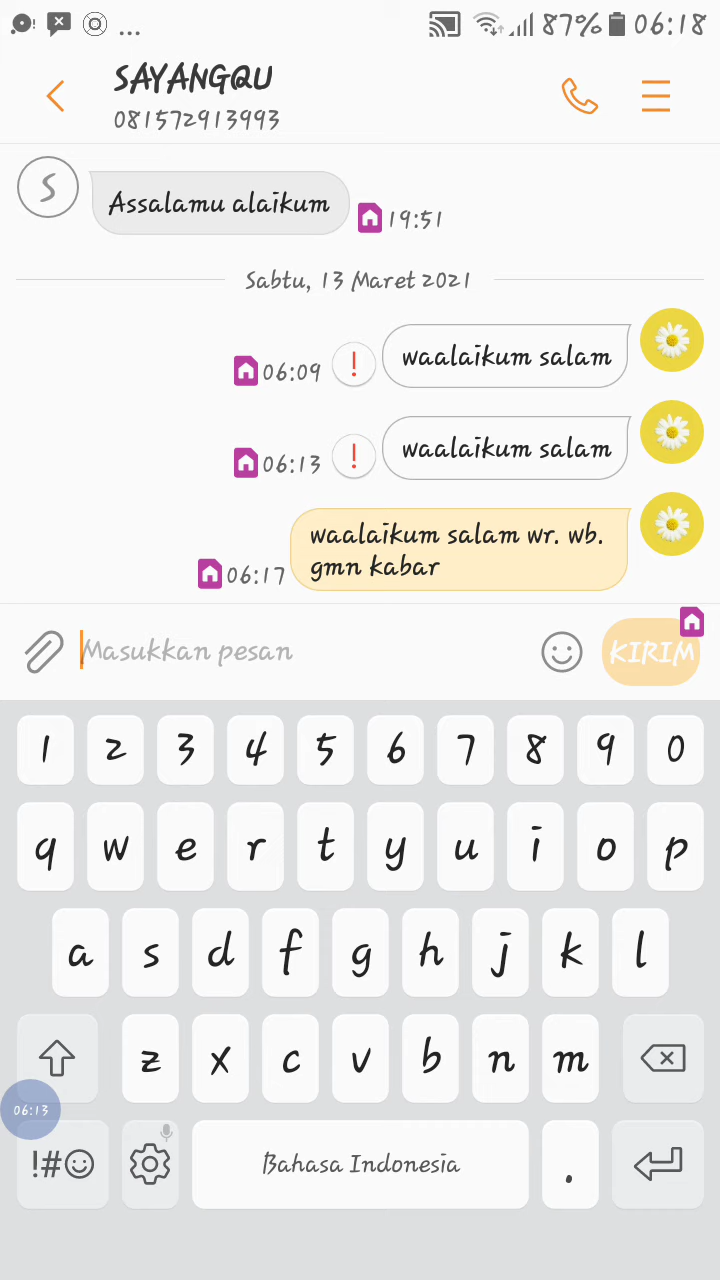 ... 87% 06:18
SAYANGQU
081572913993
S
Assalamu alaikum
19:51
Sabtu, 13 Maret 2021
06:09 ! waalaikum salam
06:13 ! waalaikum salam
waalaikum salam wr. wb.
gmn kabar
06:17
Masukkan pesan KIRIM
1 2 3 4 5 6 7 8 9 0
q w e r t y u i o p
a s d f g h j k l
z x c v b n m
06:13
!#☺ Bahasa Indonesia .